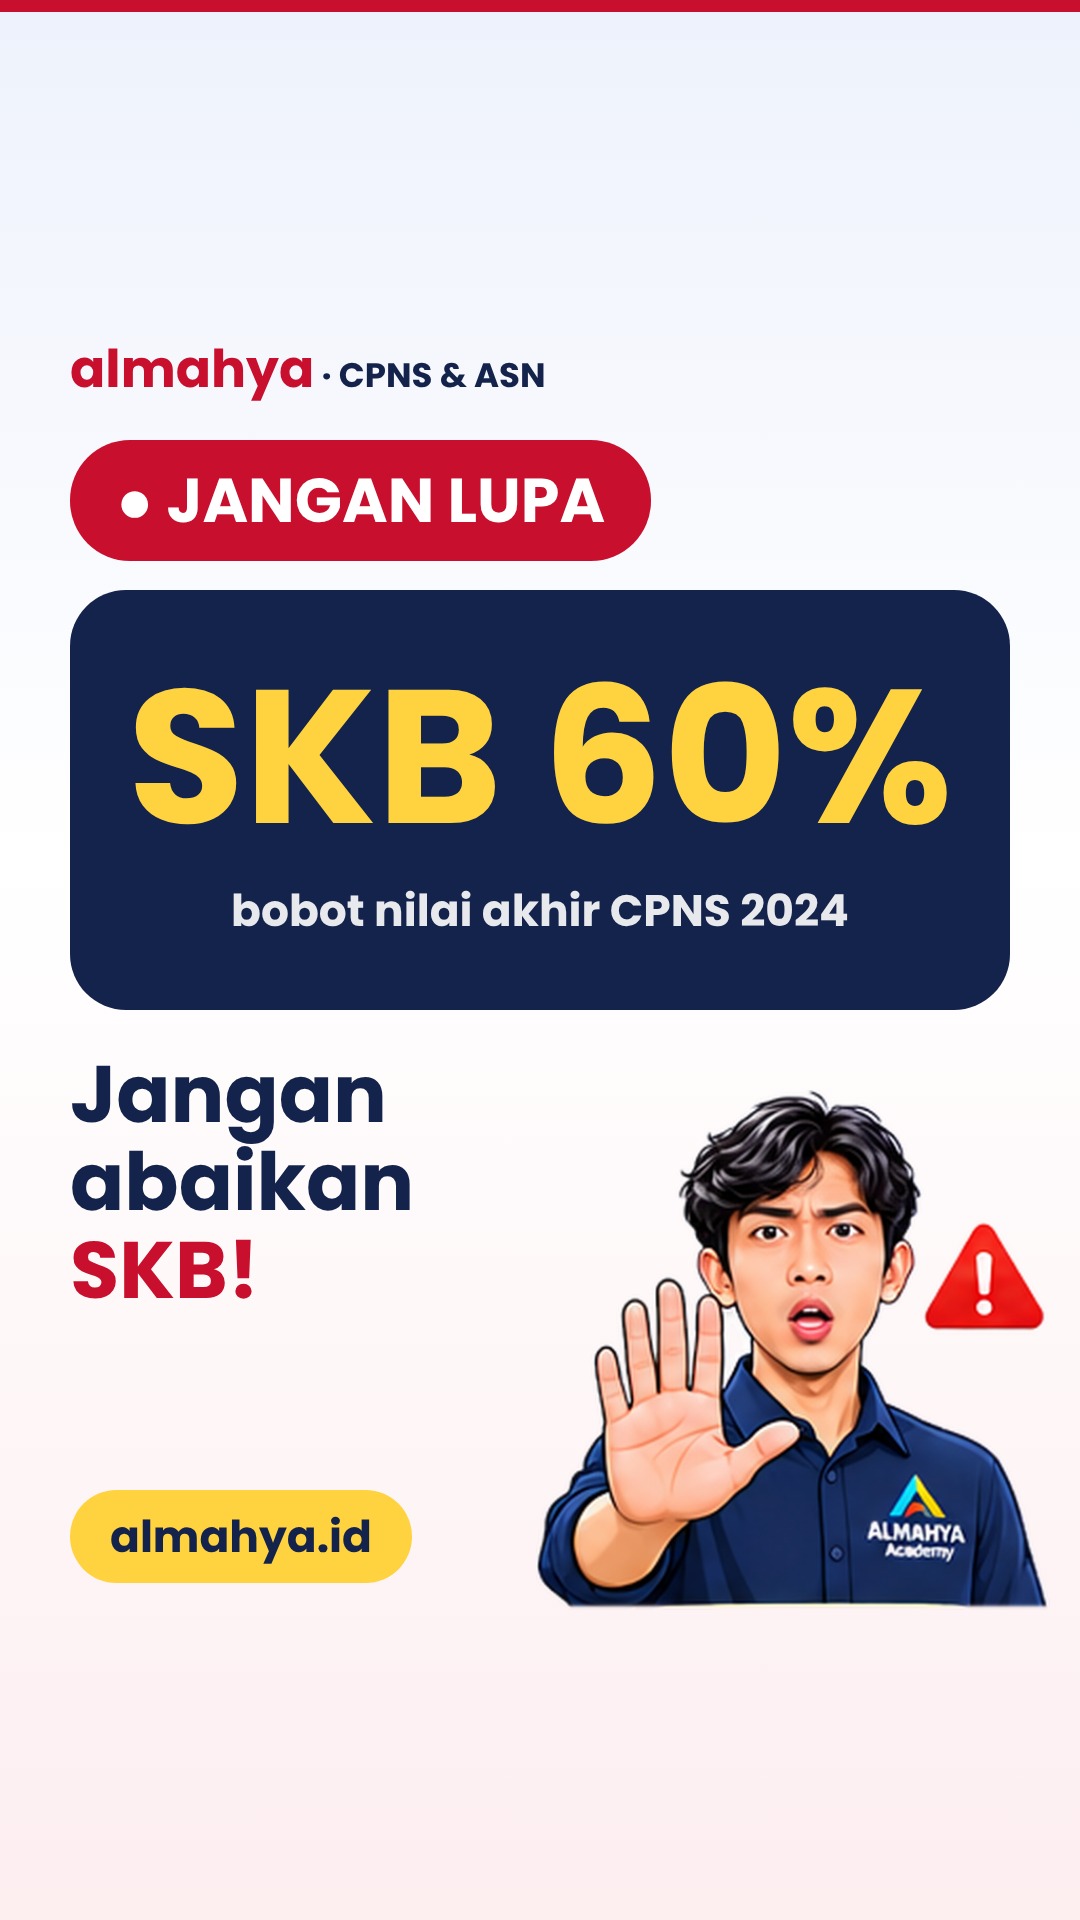 almahya · CPNS & ASN
● JANGAN LUPA
SKB 60%
bobot nilai akhir CPNS 2024
Jangan
abaikan
SKB!
almahya.id
ALMAHYA
Academy